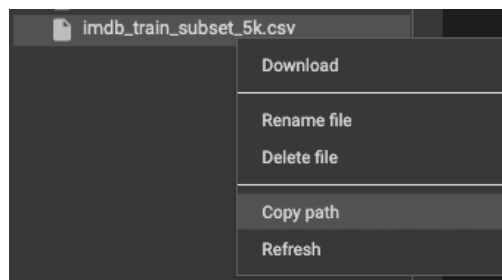 imdb_train_subset_5k.csv
Download
Rename file
Delete file
Copy path
Refresh